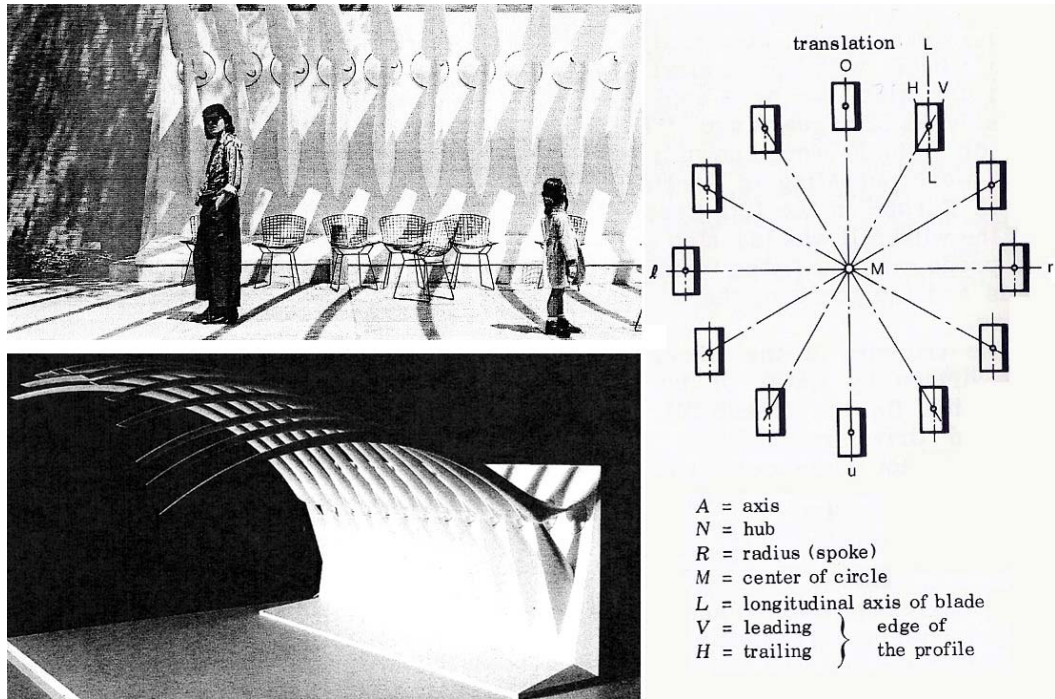 translation
L
O
H V
L
ℓ
M
r
u
A = axis
N = hub
R = radius (spoke)
M = center of circle
L = longitudinal axis of blade
V = leading } edge of
H = trailing } the profile